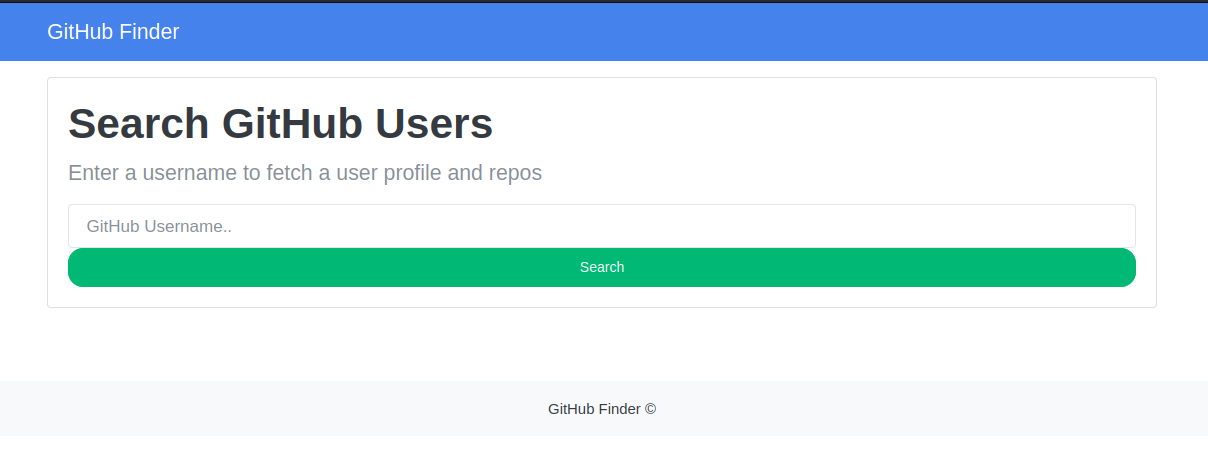 GitHub Finder
Search GitHub Users
Enter a username to fetch a user profile and repos
GitHub Username..
Search
GitHub Finder ©